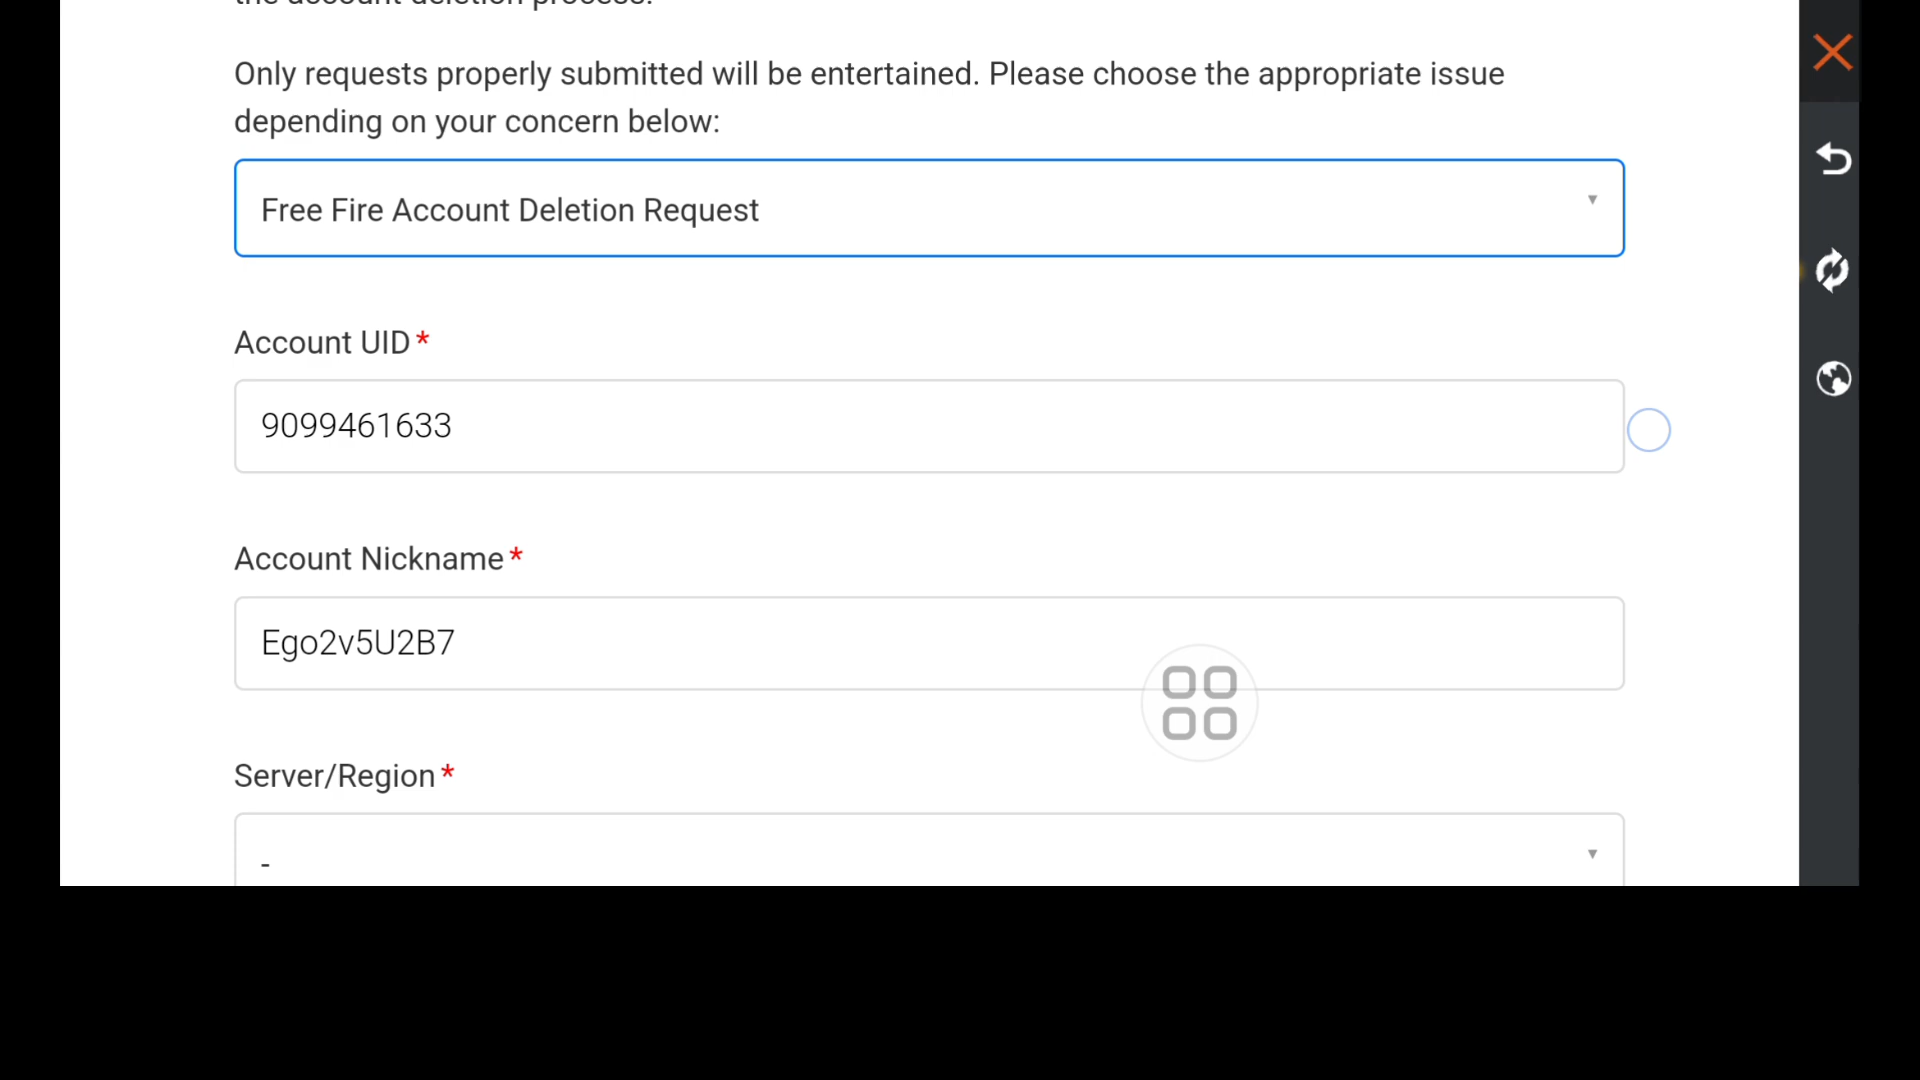 the account deletion process.
Only requests properly submitted will be entertained. Please choose the appropriate issue
depending on your concern below:
Free Fire Account Deletion Request
Account UID*
9099461633
Account Nickname*
Ego2v5U2B7
Server/Region*
-